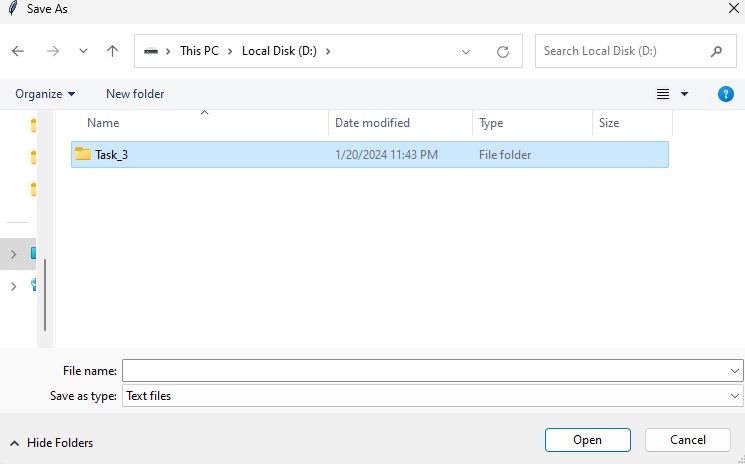 Save As
This PC Local Disk (D:) Search Local Disk (D:)
Organize New folder ?
Name Date modified Type Size
Task_3 1/20/2024 11:43 PM File folder
File name:
Save as type: Text files
Hide Folders Open Cancel